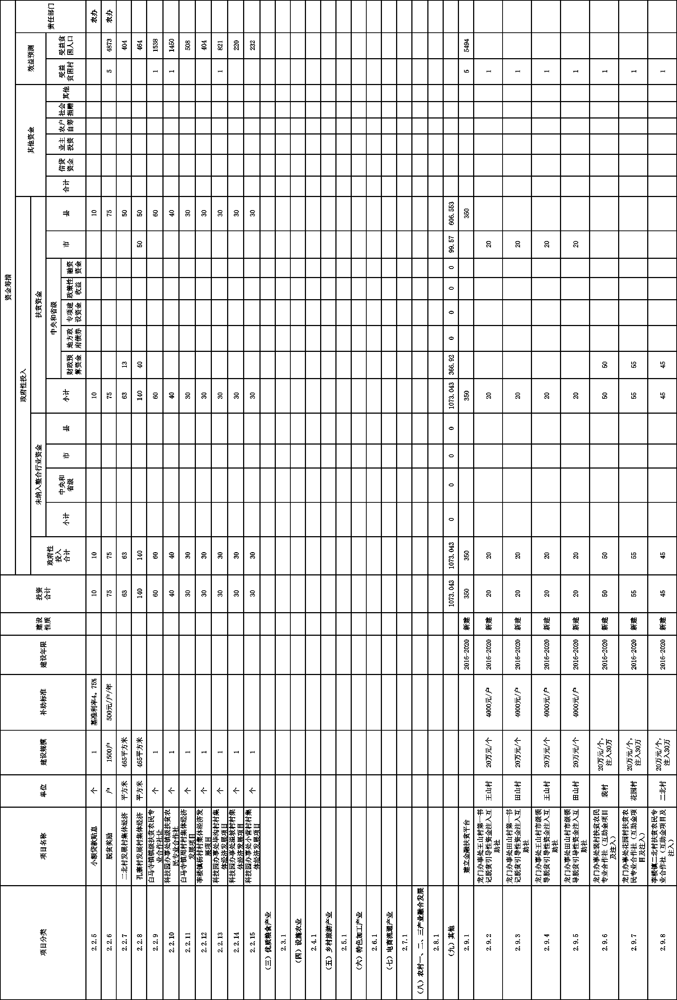 项目分类 项目名称 单位 建设规模 补助标准 建设年限 建设性质 投资合计 资金筹措
政府性投入 其他资金 效益预测 责任部门
政府性投入合计 未纳入整合行业资金 扶贫资金
小计 中央和省级 市 县 小计 中央和省级 市 县 合计 信贷资金 业主投资 农户自筹 社会捐赠 其他 受益贫困村 受益贫困人口
财政预算资金 地方政府债券 专项建设资金 政策性收益 融资资金
2.2.5 小额贷款贴息 个 1 基准利率4。75% 10 10 10 10 农办
2.2.6 脱贫奖励 户 1500户 500元/户/年 75 75 75 75 5 4873 农办
2.2.7 二北村发展村集体经济 平方米 465平方米 63 63 63 13 50 404
2.2.8 孔寨村发展村集体经济 平方米 465平方米 140 140 140 40 50 50 464
2.2.9 白马寺镇镇级扶贫农民专业合作社让 个 1 60 60 60 60 1 1538
2.2.10 科技园办事处镇级扶贫农民专业合作社 个 1 40 40 40 40 1 1450
2.2.11 白马寺镇周村村集体经济发展项目 个 1 30 30 30 30 508
2.2.12 李楼镇杨村村集体经济发展项目 个 1 30 30 30 30 404
2.2.13 科技园办事处毕沟村村集体经济发展项目 个 1 30 30 30 30 1 821
2.2.14 科技园办事处溢坡村村集体经济发展项目 个 1 30 30 30 30 220
2.2.15 科技园办事处小营村村集体经济发展项目 个 1 30 30 30 30 232
（三）优质粮食产业
2.3.1
（四）设施农业
2.4.1
（五）乡村旅游产业
2.5.1
（六）特色加工产业
2.6.1
（七）电商流通产业
2.7.1
（八）农村一、二、三产业融合发展
2.8.1
（九）其他 1073.043 1073.043 0 0 0 0 1073.043 366.92 0 0 0 0 99.57 606.553
2.9.1 建立金融扶贫平台 2016-2020 新建 350 350 350 350 5 5494
2.9.2 龙门办事处王山村第一书记脱贫引导性资金注入互助社 王山村 20万元/个 4000元/户 2016-2020 新建 20 20 20 20 1
2.9.3 龙门办事处田山村第一书记脱贫引导性资金注入互助社 田山村 20万元/个 4000元/户 2016-2020 新建 20 20 20 20 1
2.9.4 龙门办事处王山村市级领导脱贫引导性资金注入互助社 王山村 20万元/个 4000元/户 2016-2020 新建 20 20 20 20 1
2.9.5 龙门办事处田山村市级领导脱贫引导性资金注入互助社 田山村 20万元/个 4000元/户 2016-2020 新建 20 20 20 20 1
2.9.6 龙门办事处裴村扶贫农民专业合作社（互助金项目及注入） 裴村 20万元/个，注入30万 2016-2020 新建 50 50 50 50 1
2.9.7 龙门办事处花园村扶贫农民专业合作社（互助金项目及注入） 花园村 20万元/个，注入30万 2016-2020 新建 55 55 55 55 1
2.9.8 李楼镇二北村扶贫农民专业合作社（互助金项目及注入） 二北村 20万元/个，注入30万 2016-2020 新建 45 45 45 45 1